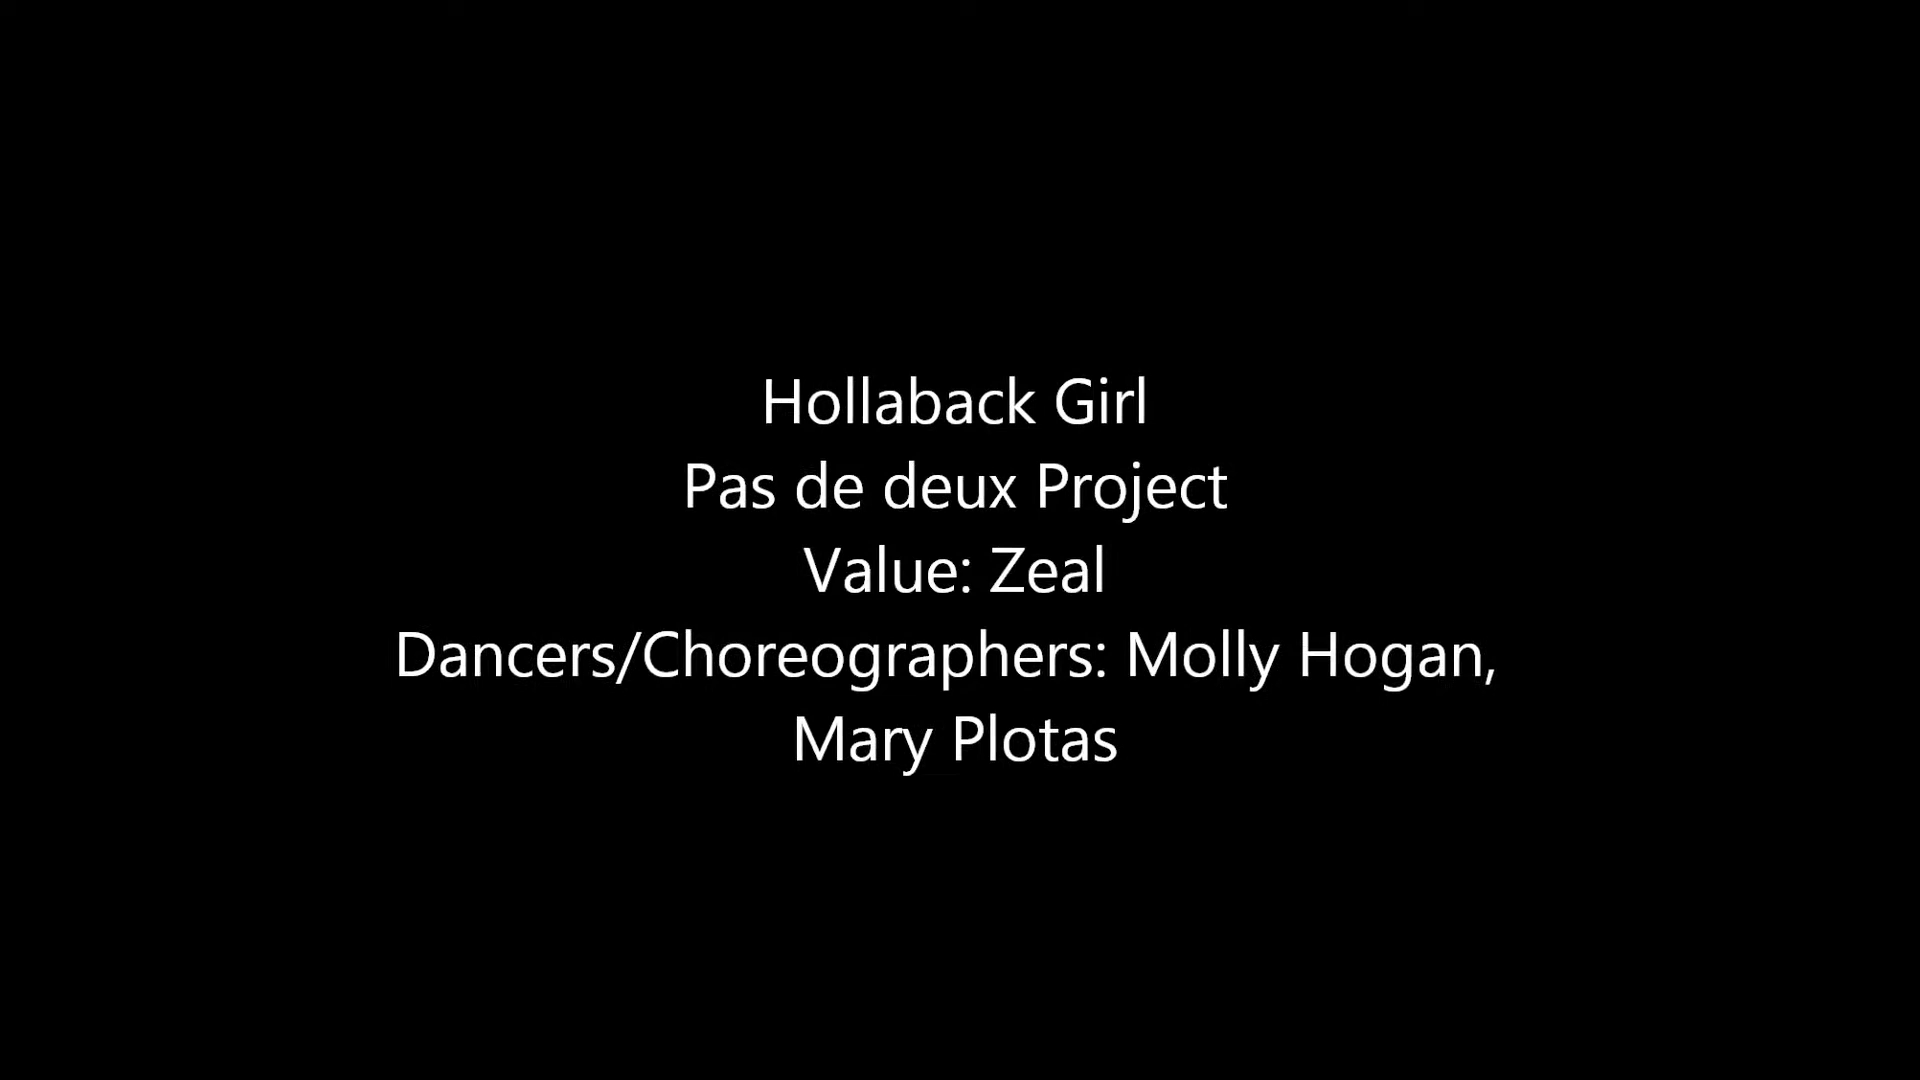 Hollaback Girl
Pas de deux Project
Value: Zeal
Dancers/Choreographers: Molly Hogan,
Mary Plotas